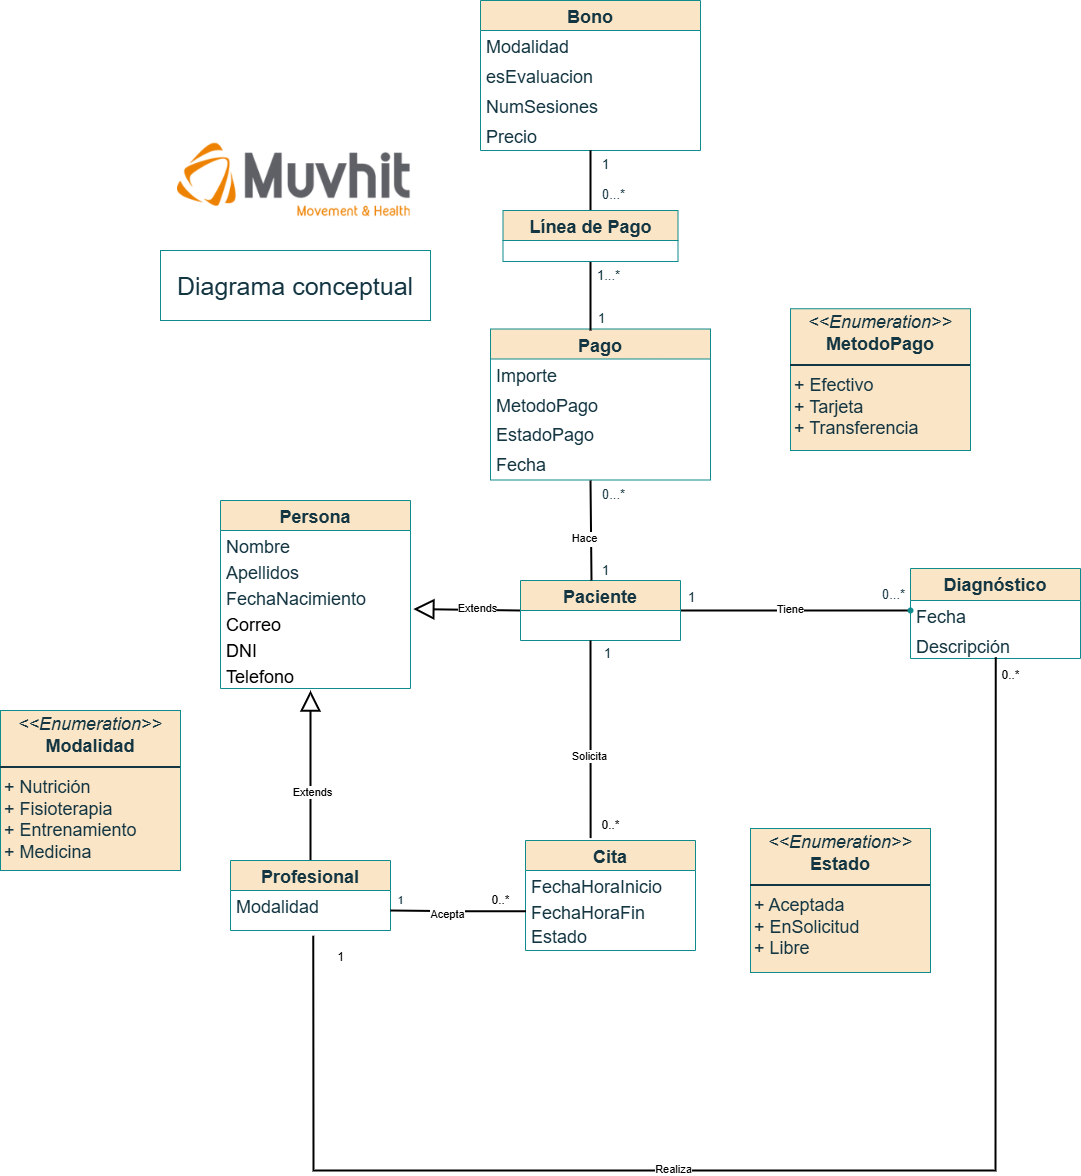 Bono
Modalidad
esEvaluacion
NumSesiones
Precio
1
0...*
Muvhit
Movement & Health
Línea de Pago
Diagrama conceptual
1...*
1
Pago
Importe
MetodoPago
EstadoPago
Fecha
<<Enumeration>>
MetodoPago
+ Efectivo
+ Tarjeta
+ Transferencia
0...*
Hace
1
Persona
Nombre
Apellidos
FechaNacimiento
Correo
DNI
Telefono
Extends
Paciente
1
Tiene
0...*
Diagnóstico
Fecha
Descripción
0..*
1
Solicita
0..*
<<Enumeration>>
Modalidad
+ Nutrición
+ Fisioterapia
+ Entrenamiento
+ Medicina
Extends
Profesional
Modalidad
1
Acepta
0..*
Cita
FechaHoraInicio
FechaHoraFin
Estado
<<Enumeration>>
Estado
+ Aceptada
+ EnSolicitud
+ Libre
1
Realiza